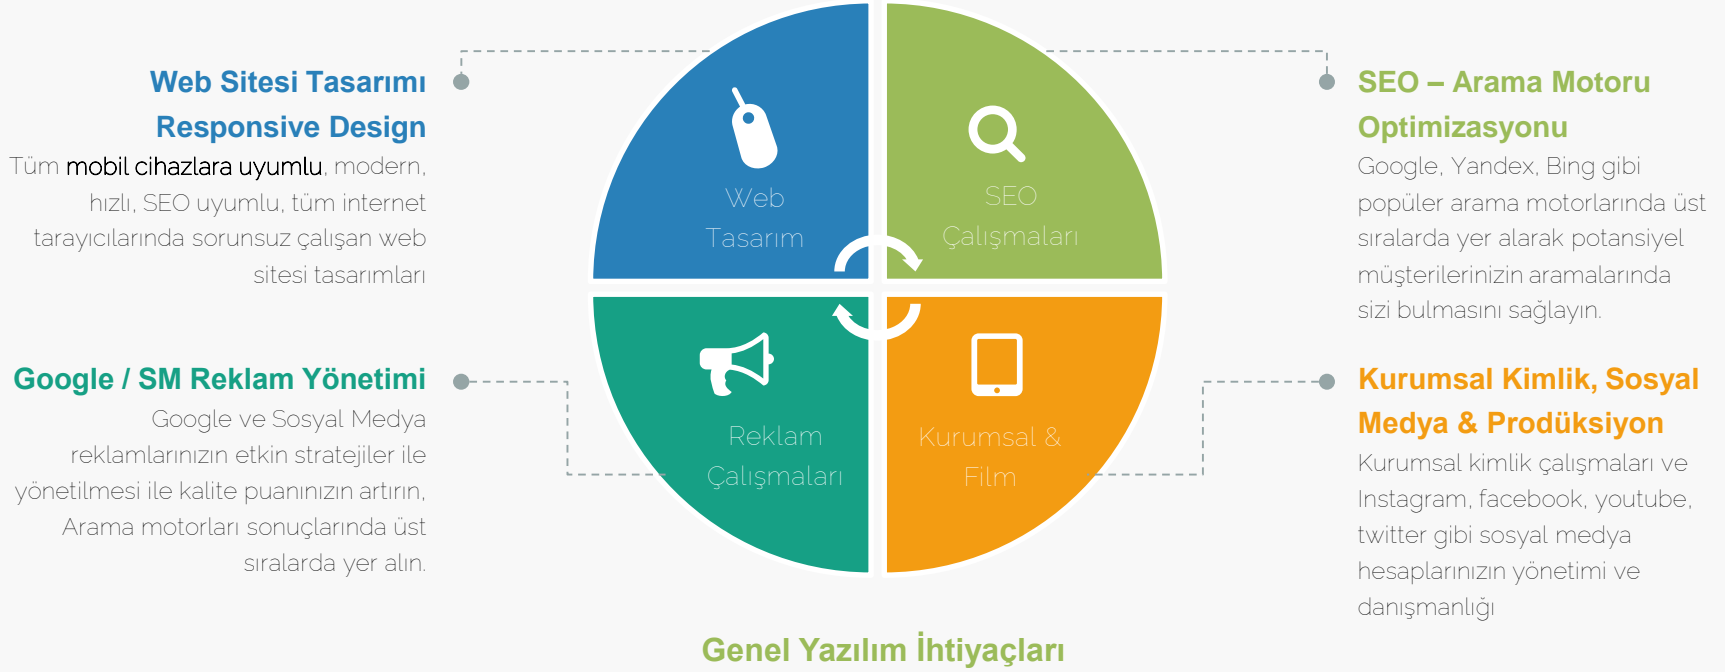 Web Sitesi Tasarımı
Responsive Design
Tüm mobil cihazlara uyumlu, modern,
hızlı, SEO uyumlu, tüm internet
tarayıcılarında sorunsuz çalışan web
sitesi tasarımları
Google / SM Reklam Yönetimi
Google ve Sosyal Medya
reklamlarınızın etkin stratejiler ile
yönetilmesi ile kalite puanınızın artırın,
Arama motorları sonuçlarında üst
sıralarda yer alın.
Web
Tasarım
SEO
Çalışmaları
Reklam
Çalışmaları
Kurumsal &
Film
SEO – Arama Motoru
Optimizasyonu
Google, Yandex, Bing gibi
popüler arama motorlarında üst
sıralarda yer alarak potansiyel
müşterilerinizin aramalarında
sizi bulmasını sağlayın.
Kurumsal Kimlik, Sosyal
Medya & Prodüksiyon
Kurumsal kimlik çalışmaları ve
Instagram, facebook, youtube,
twitter gibi sosyal medya
hesaplarınızın yönetimi ve
danışmanlığı
Genel Yazılım İhtiyaçları